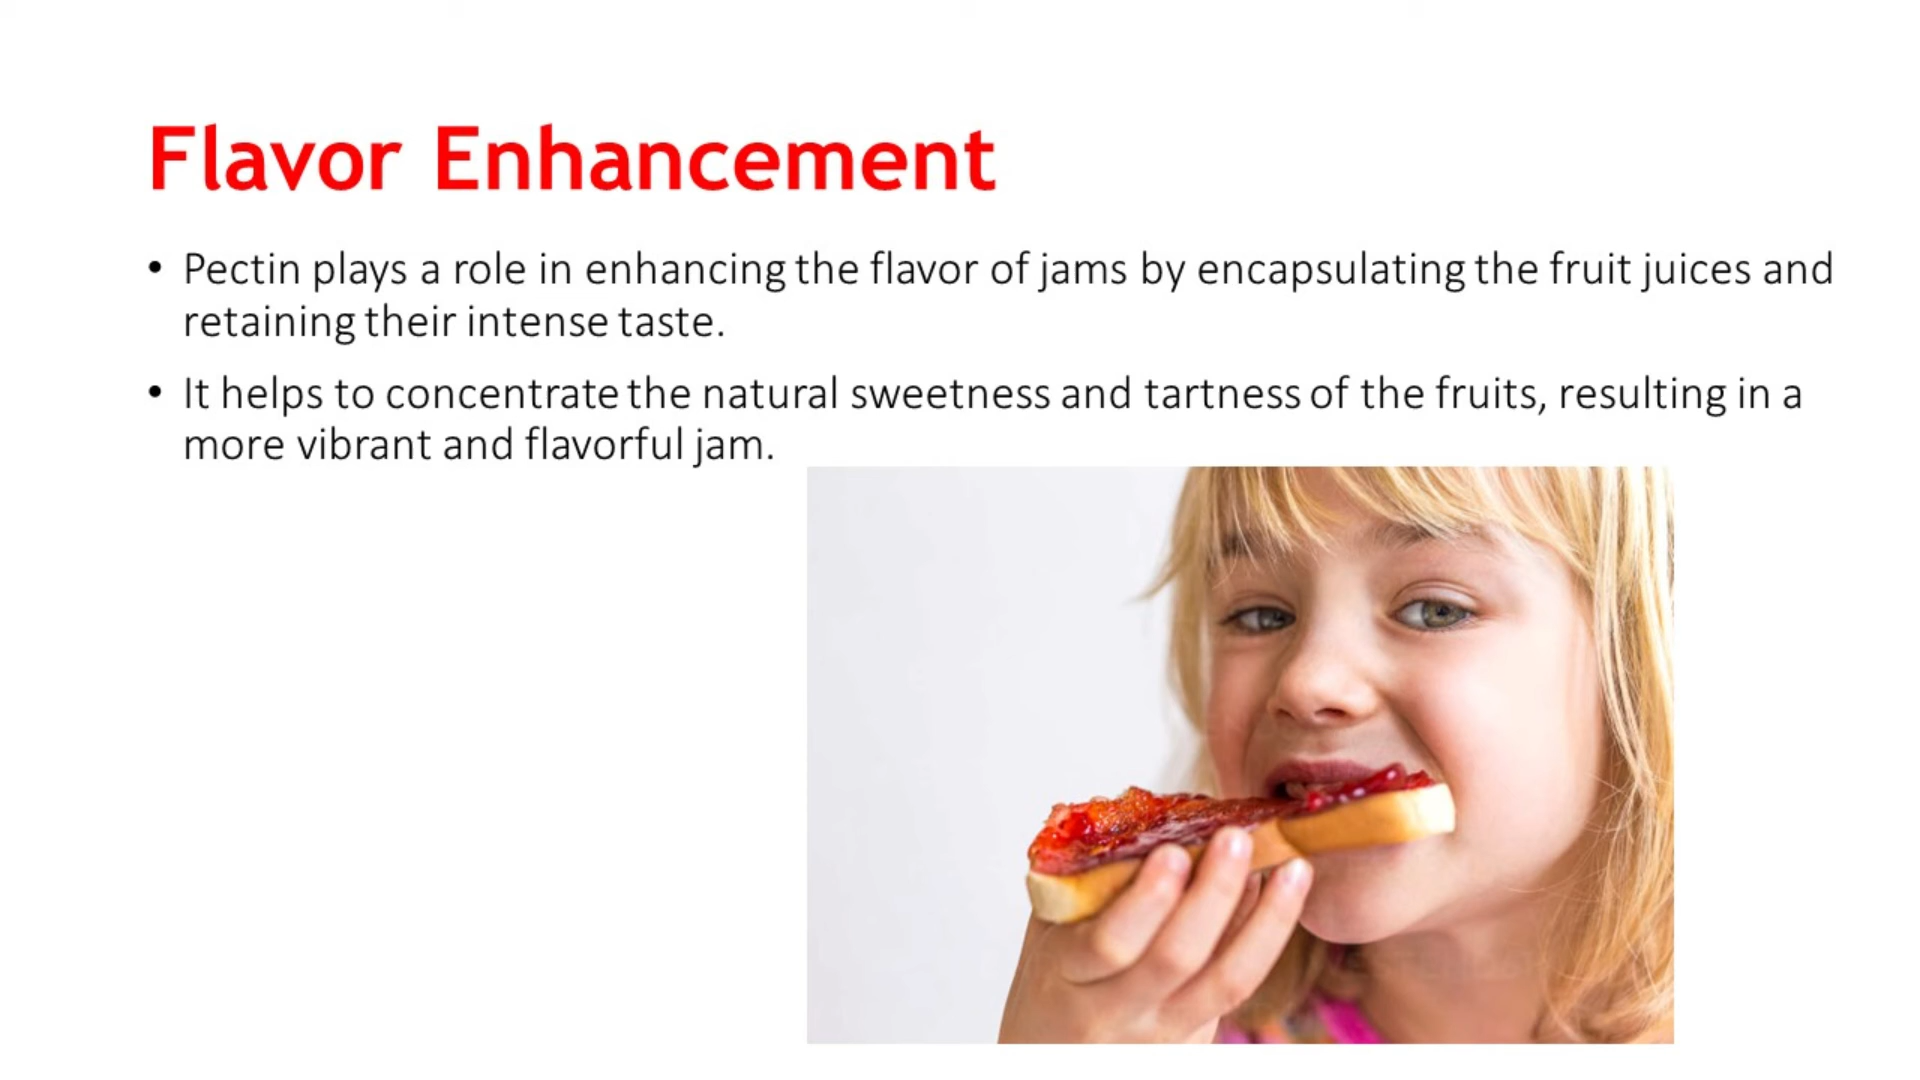 Flavor Enhancement
• Pectin plays a role in enhancing the flavor of jams by encapsulating the fruit juices and
retaining their intense taste.
• It helps to concentrate the natural sweetness and tartness of the fruits, resulting in a
more vibrant and flavorful jam.